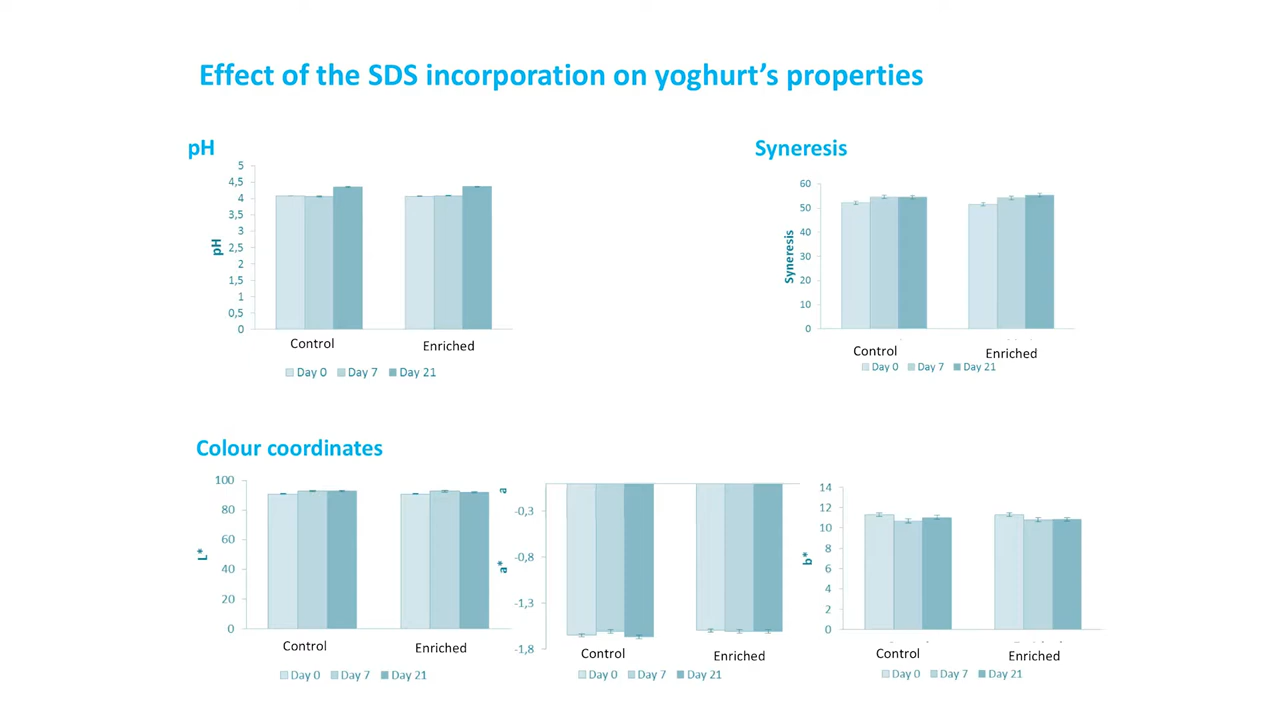 Effect of the SDS incorporation on yoghurt's properties
pH
5
4,5
4
3,5
3
2,5
2
1,5
1
0,5
0
pH
Control
Enriched
Day 0 Day 7 Day 21
Syneresis
60
50
40
30
20
10
0
Syneresis
Control
Enriched
Day 0 Day 7 Day 21
Colour coordinates
100
80
60
40
20
0
L*
Control
Enriched
Day 0 Day 7 Day 21
a
-0,3
-0,8
-1,3
-1,8
a*
Control
Enriched
Day 0 Day 7 Day 21
14
12
10
8
6
4
2
0
b*
Control
Enriched
Day 0 Day 7 Day 21